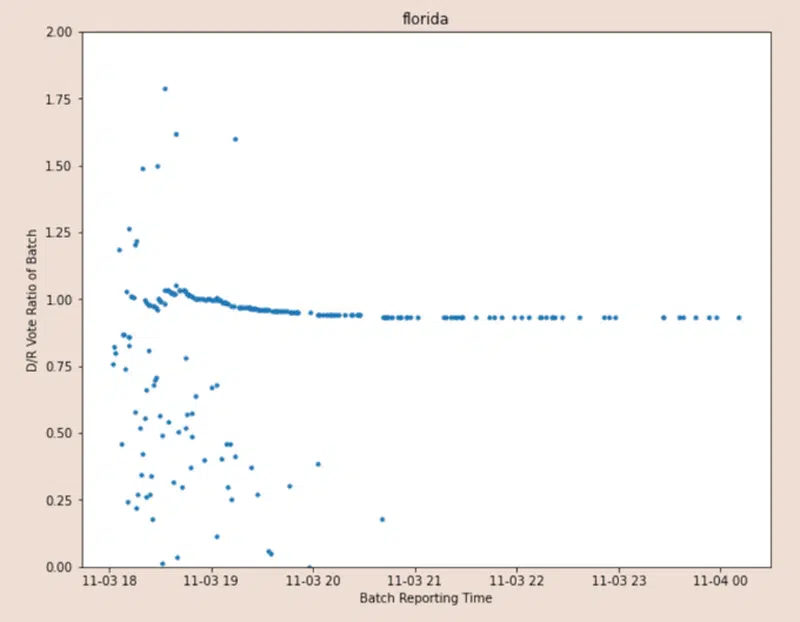 florida
2.00
1.75
1.50
1.25
1.00
0.75
0.50
0.25
0.00
D/R Vote Ratio of Batch
11-03 18 11-03 19 11-03 20 11-03 21 11-03 22 11-03 23 11-04 00
Batch Reporting Time